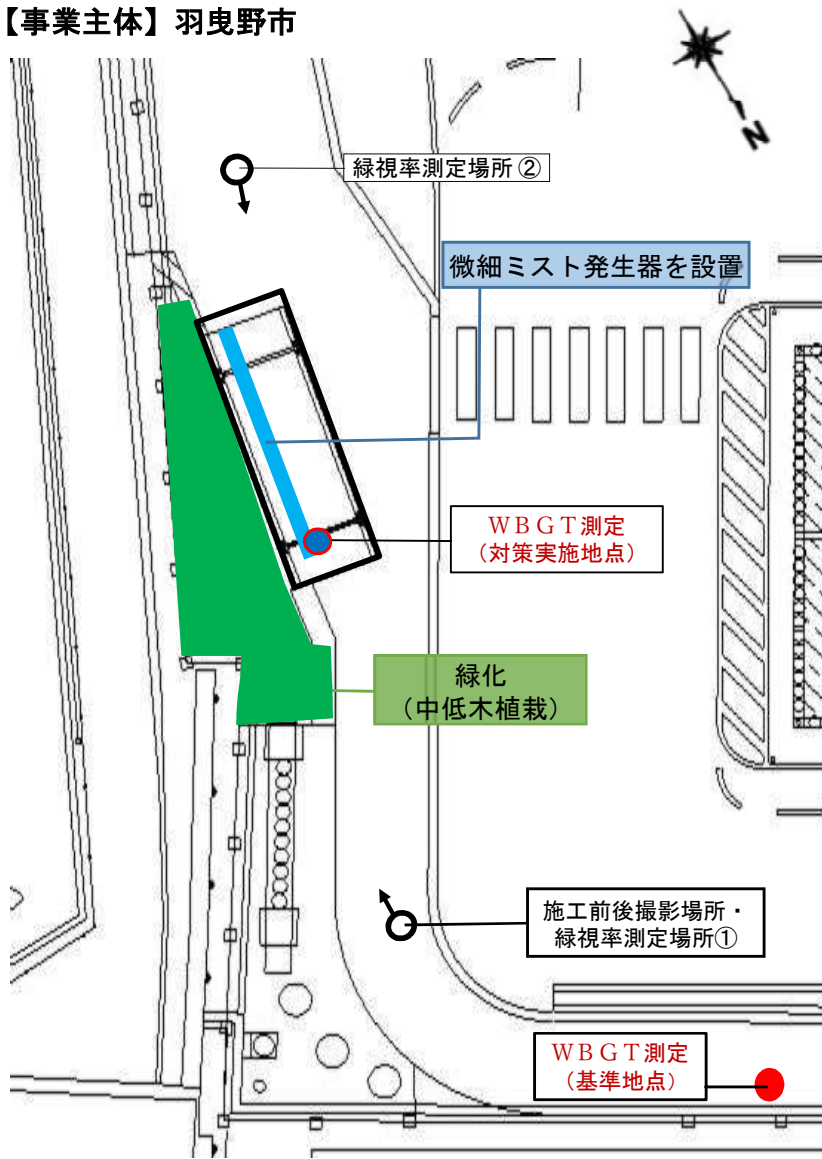 【事業主体】羽曳野市
N
緑視率測定場所②
微細ミスト発生器を設置
ＷＢＧＴ測定
（対策実施地点）
緑化
（中低木植栽）
施工前後撮影場所・
緑視率測定場所①
ＷＢＧＴ測定
（基準地点）